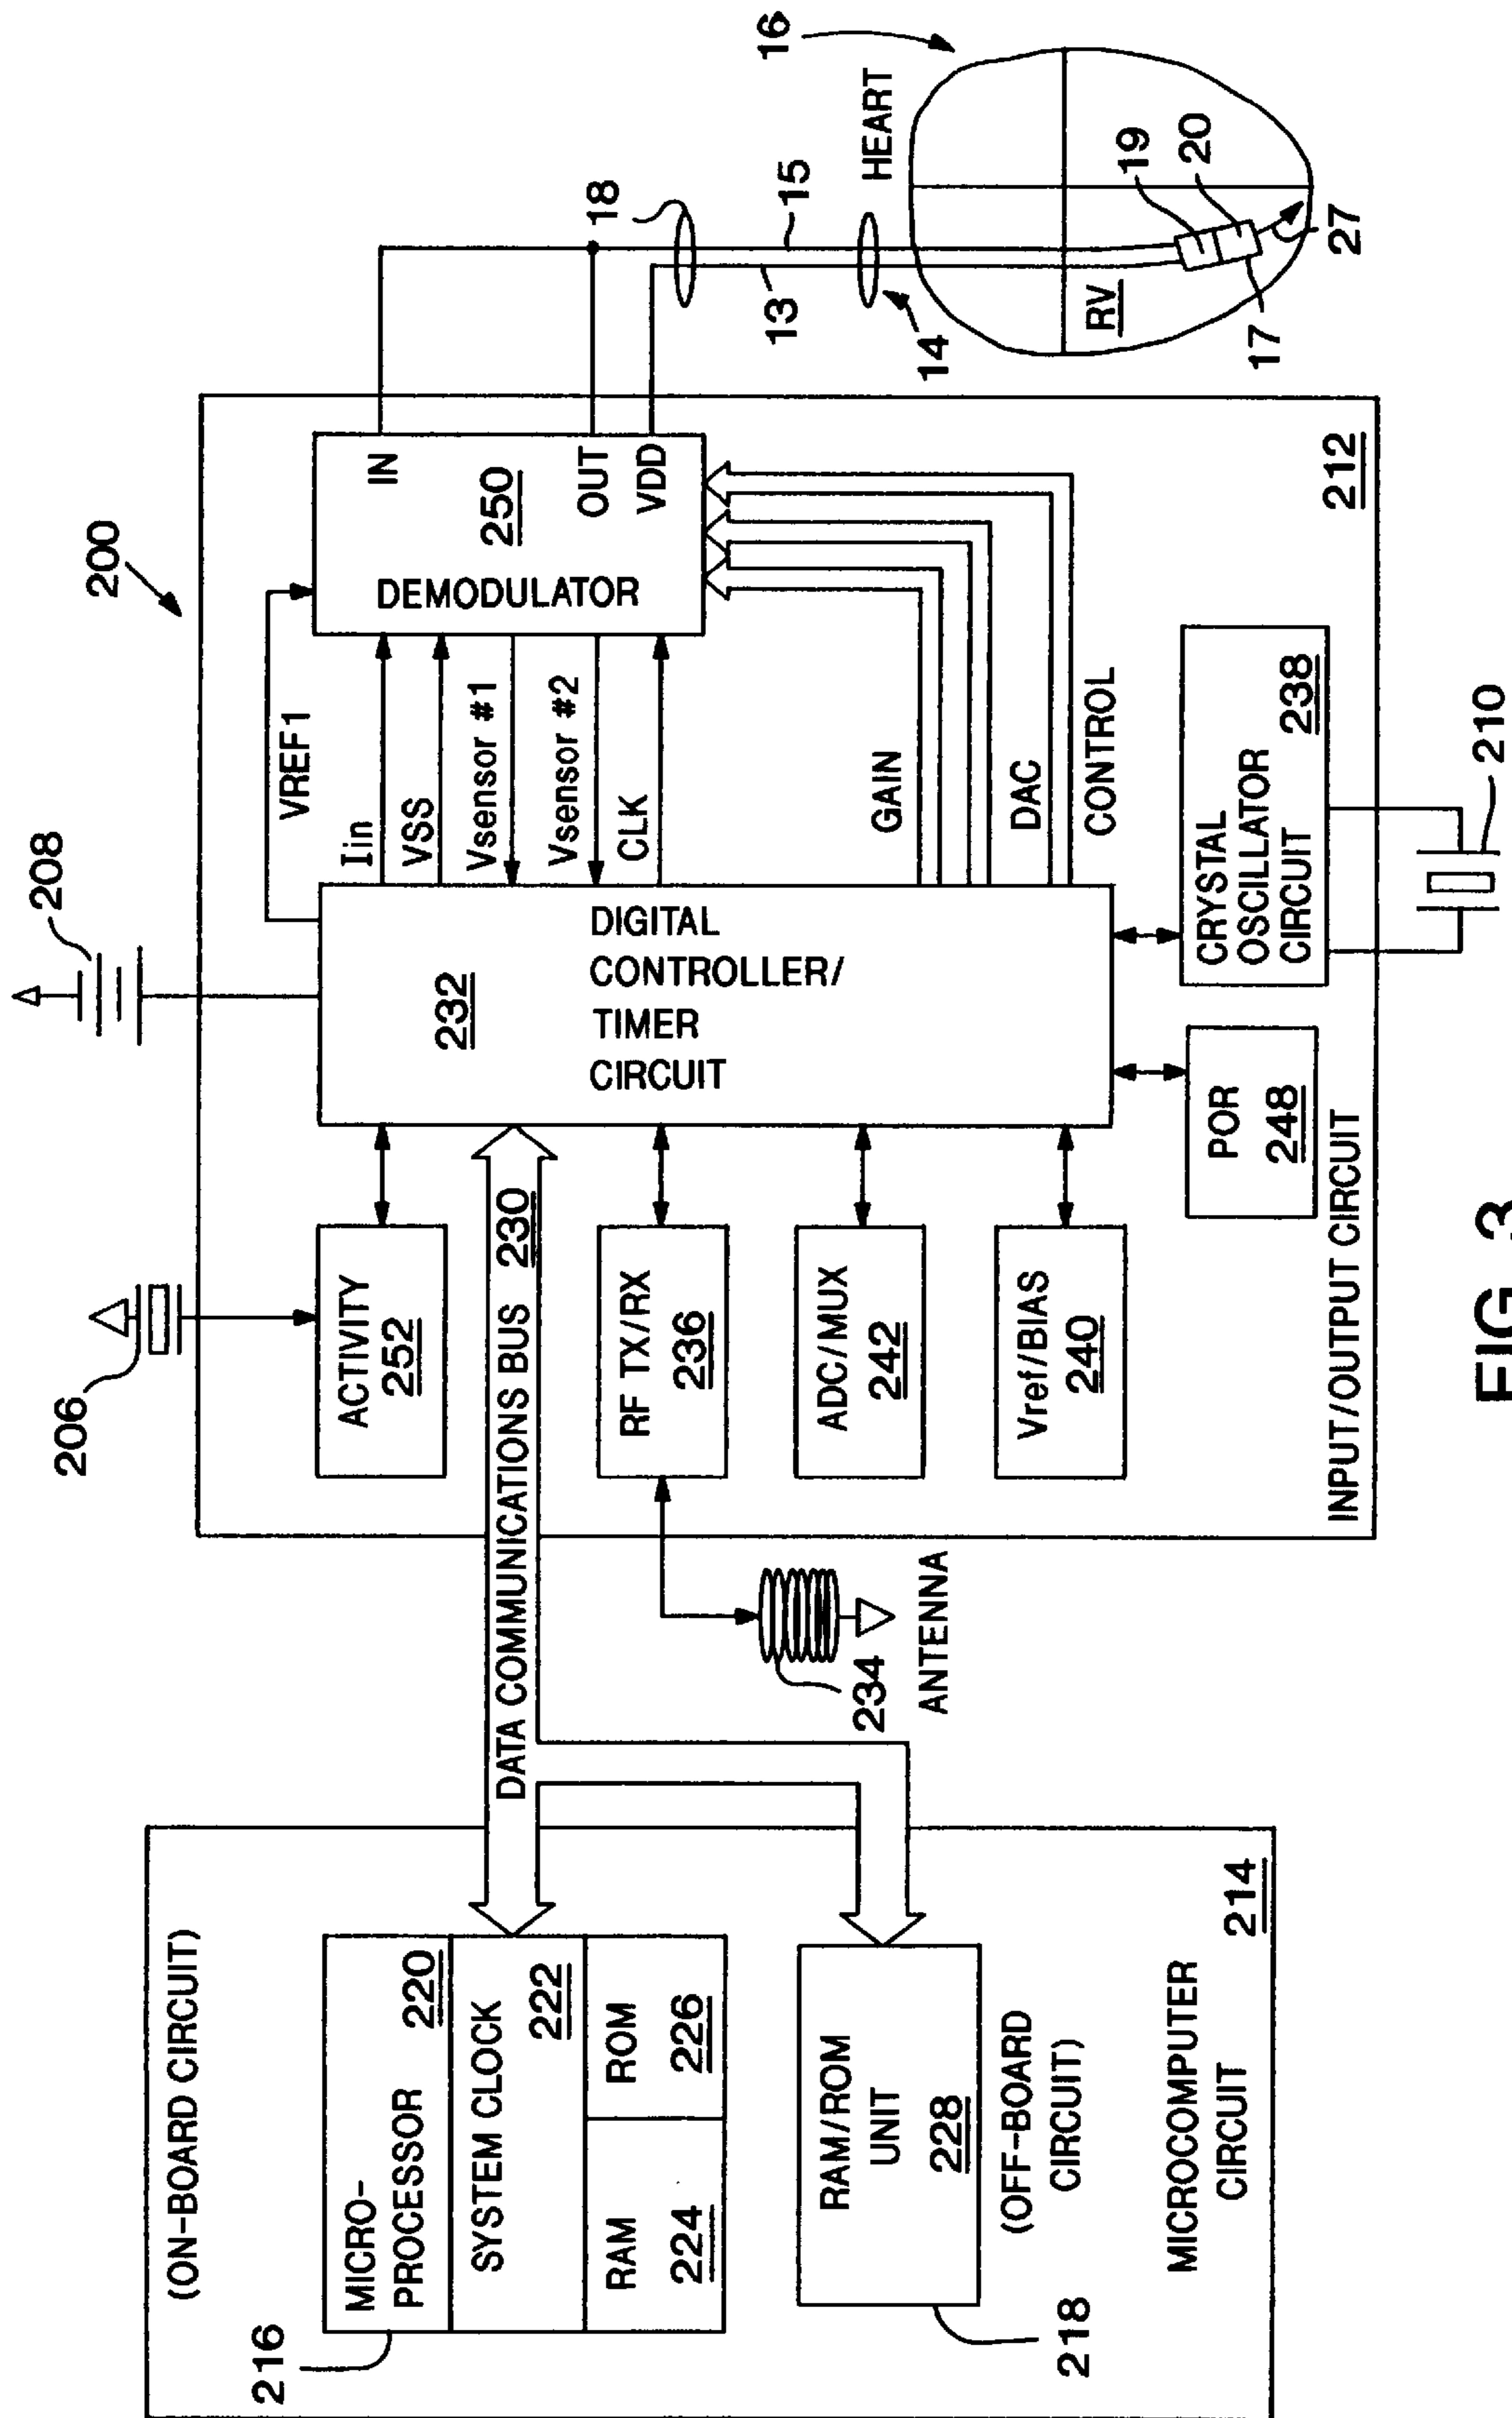 (ON-BOARD CIRCUIT)
216
MICRO-
PROCESSOR
220
SYSTEM CLOCK
222
RAM
224
ROM
226
RAM/ROM
UNIT
228
218
(OFF-BOARD
CIRCUIT)
MICROCOMPUTER
CIRCUIT
214
DATA COMMUNICATIONS BUS 230
234
ANTENNA
206
ACTIVITY
252
RF TX/RX
236
ADC/MUX
242
Vref/BIAS
240
INPUT/OUTPUT CIRCUIT
208
232
DIGITAL
CONTROLLER/
TIMER
CIRCUIT
POR
248
CRYSTAL
OSCILLATOR
CIRCUIT
238
210
200
VREF1
Iin
VSS
Vsensor #1
Vsensor #2
CLK
GAIN
DAC
CONTROL
DEMODULATOR
250
IN
OUT
VDD
212
18
13
15
14
HEART
16
RV
19
20
17
27
FIG. 3